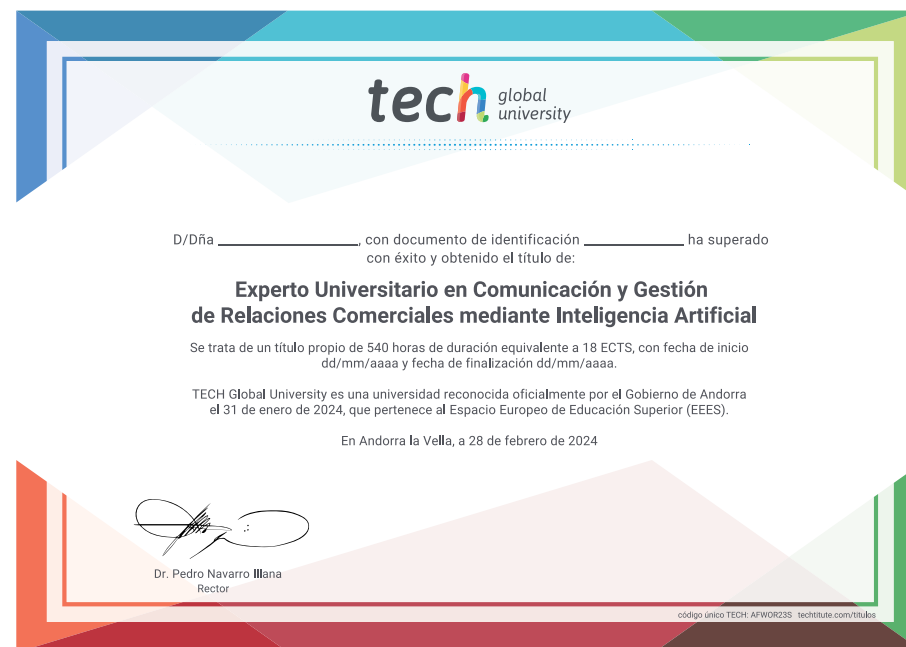 tech global
university
D/Dña ____________________, con documento de identificación ______________ ha superado
con éxito y obtenido el título de:
Experto Universitario en Comunicación y Gestión
de Relaciones Comerciales mediante Inteligencia Artificial
Se trata de un título propio de 540 horas de duración equivalente a 18 ECTS, con fecha de inicio
dd/mm/aaaa y fecha de finalización dd/mm/aaaa.
TECH Global University es una universidad reconocida oficialmente por el Gobierno de Andorra
el 31 de enero de 2024, que pertenece al Espacio Europeo de Educación Superior (EEES).
En Andorra la Vella, a 28 de febrero de 2024
Dr. Pedro Navarro Illana
Rector
código único TECH: AFWOR23S techtitute.com/titulos